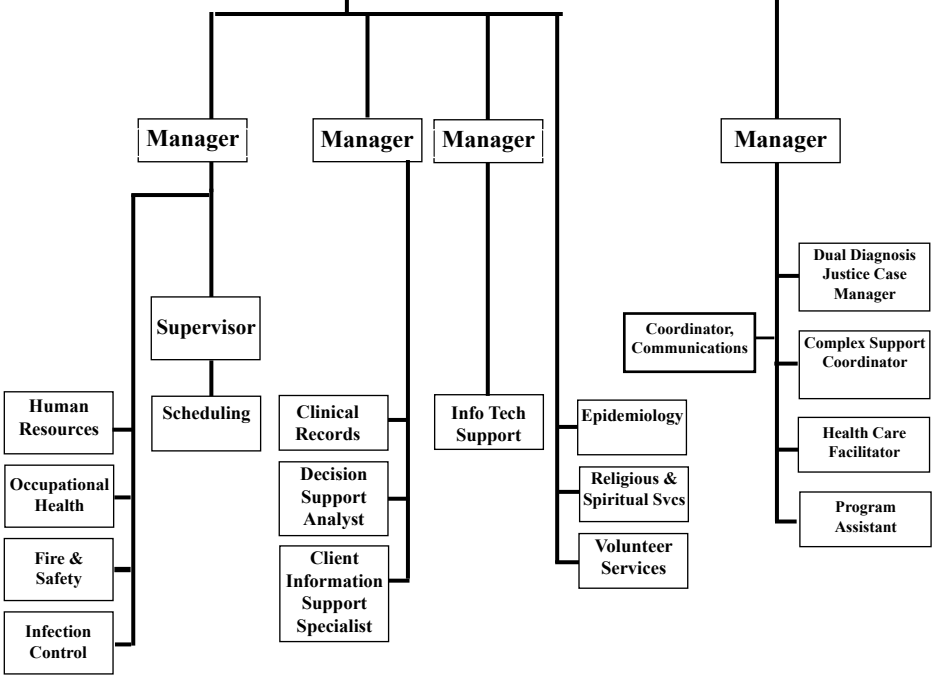 Manager
Manager
Manager
Manager
Supervisor
Scheduling
Human
Resources
Occupational
Health
Fire &
Safety
Infection
Control
Clinical
Records
Decision
Support
Analyst
Client
Information
Support
Specialist
Info Tech
Support
Epidemiology
Religious &
Spiritual Svcs
Volunteer
Services
Coordinator,
Communications
Dual Diagnosis
Justice Case
Manager
Complex Support
Coordinator
Health Care
Facilitator
Program
Assistant